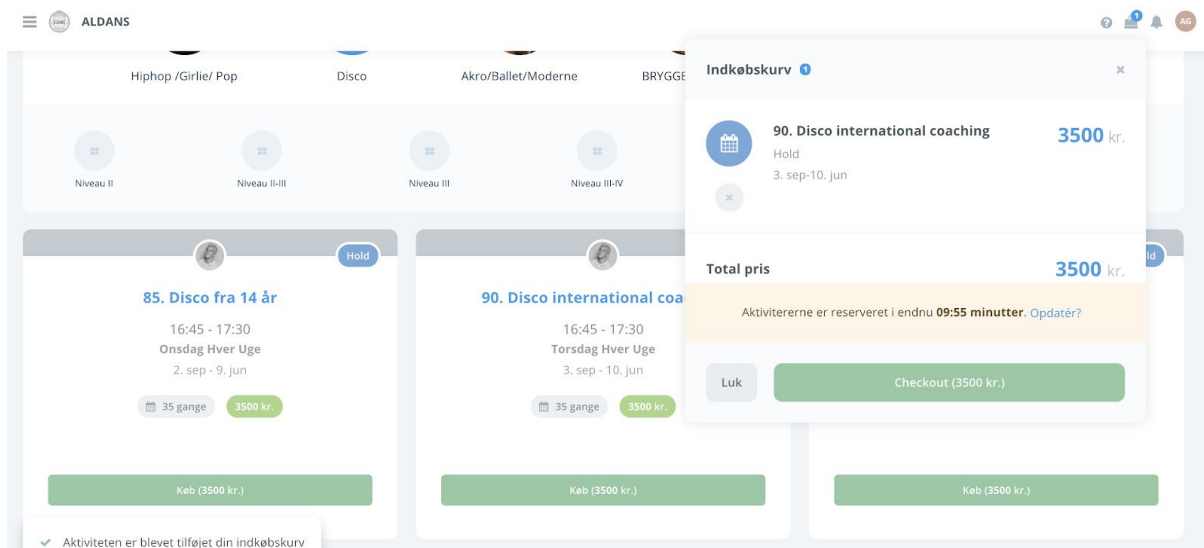 ALDANS
1
AG
Hiphop /Girlie/ Pop
Disco
Akro/Ballet/Moderne
Niveau II
Niveau II-III
Niveau III
Niveau III-IV
Indkøbskurv 1
90. Disco international coaching
3500 kr.
Hold
3. sep-10. jun
Total pris
3500 kr.
Aktivitererne er reserveret i endnu 09:55 minutter. Opdatér?
Luk
Checkout (3500 kr.)
Hold
85. Disco fra 14 år
16:45 - 17:30
Onsdag Hver Uge
2. sep - 9. jun
35 gange
3500 kr.
Køb (3500 kr.)
90. Disco international
16:45 - 17:30
Torsdag Hver Uge
3. sep - 10. jun
35 gange
3500 kr.
Køb (3500 kr.)
Køb (3500 kr.)
Aktiviteten er blevet tilføjet din indkøbskurv